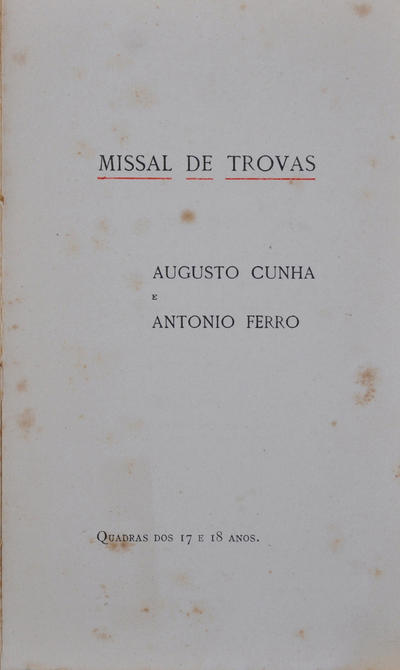 MISSAL DE TROVAS
AUGUSTO CUNHA
E
ANTONIO FERRO
QUADRAS DOS 17 E 18 ANOS.